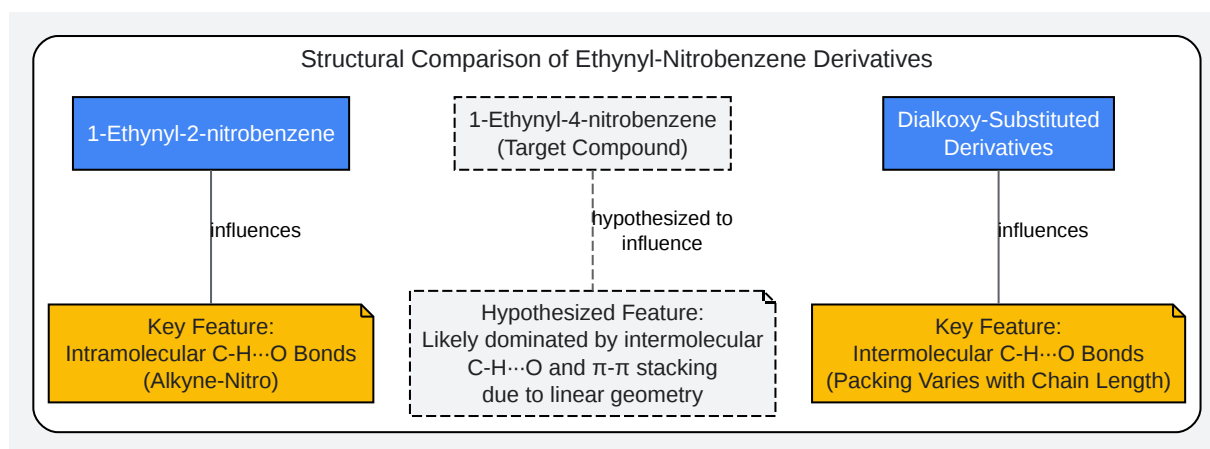 Structural Comparison of Ethynyl-Nitrobenzene Derivatives
1-Ethynyl-2-nitrobenzene
1-Ethynyl-4-nitrobenzene
(Target Compound)
Dialkoxy-Substituted
Derivatives
influences
hypothesized to
influence
influences
Key Feature:
Intramolecular C-H···O Bonds
(Alkyne-Nitro)
Hypothesized Feature:
Likely dominated by intermolecular
C-H···O and π-π stacking
due to linear geometry
Key Feature:
Intermolecular C-H···O Bonds
(Packing Varies with Chain Length)